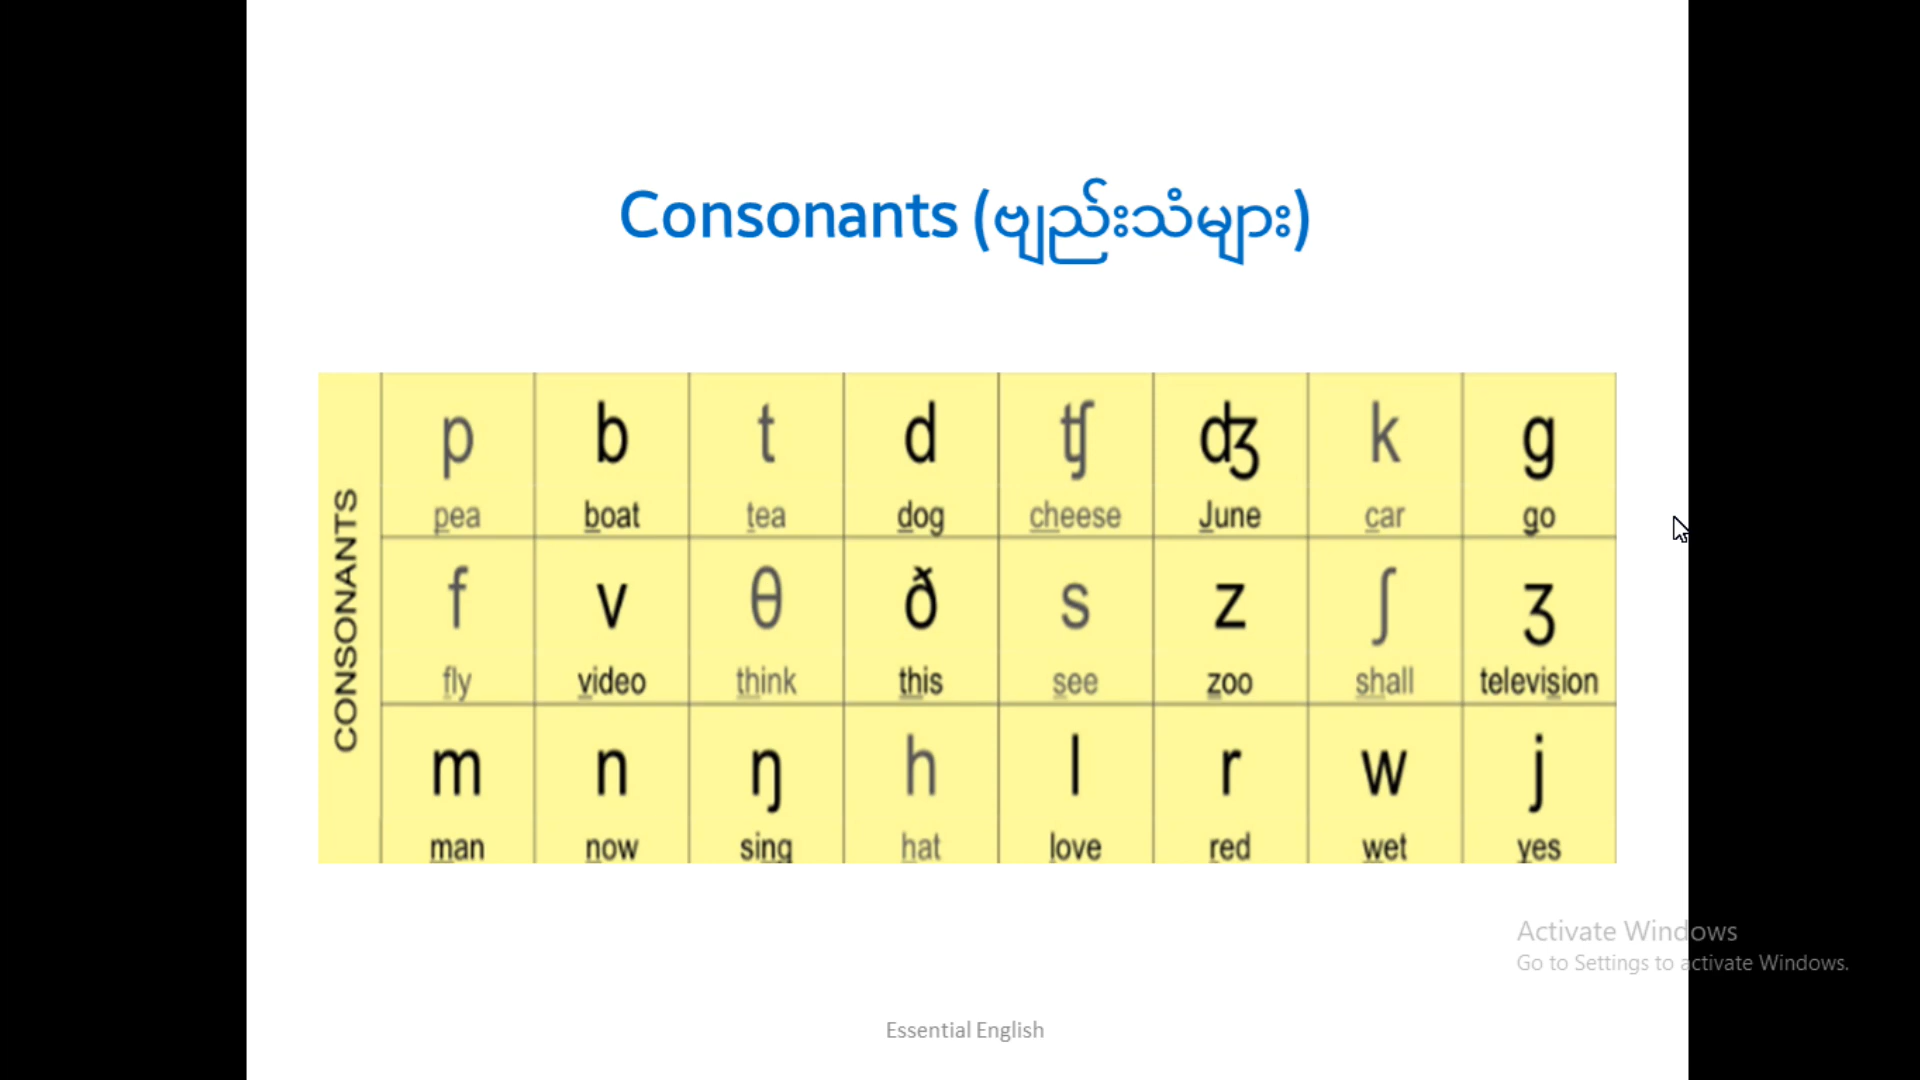 Consonants (ဗျည်းသံများ)
CONSONANTS
p b t d ʧ ʤ k g
pea boat tea dog cheese June car go
f v θ ð s z ʃ ʒ
fly video think this see zoo shall television
m n ŋ h l r w j
man now sing hat love red wet yes
Activate Windows
Go to Settings to activate Windows.
Essential English